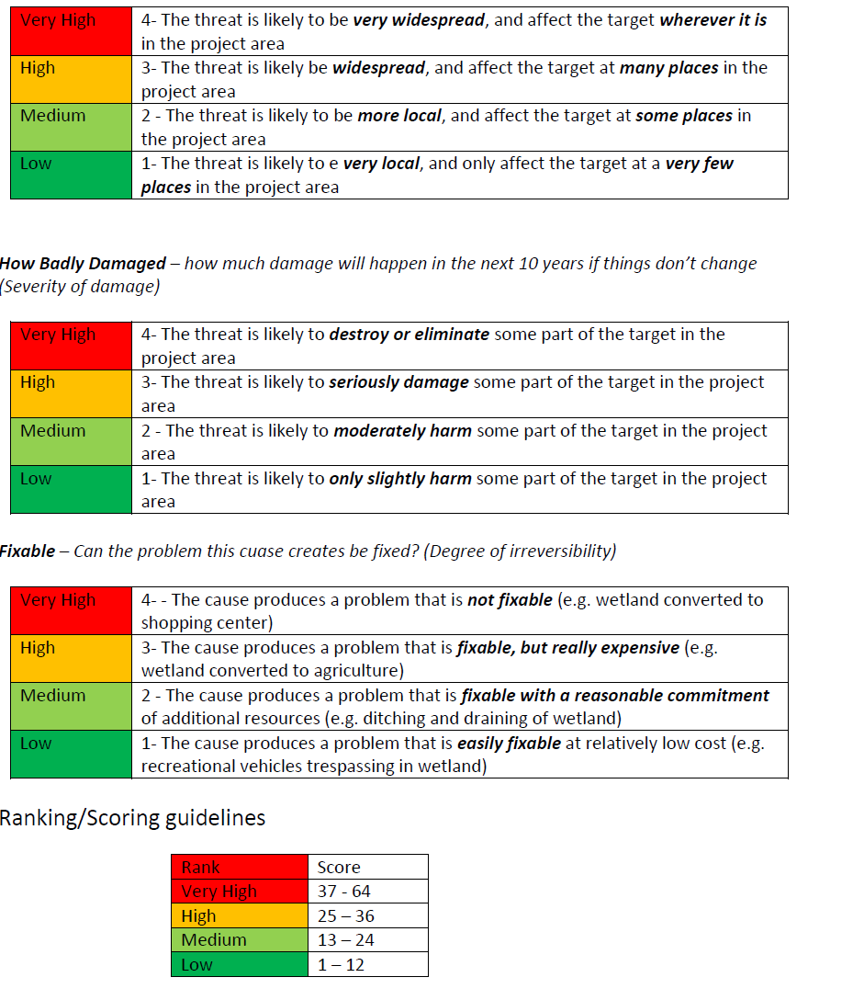 Very High 4- The threat is likely to be very widespread, and affect the target wherever it is
in the project area
High 3- The threat is likely be widespread, and affect the target at many places in the
project area
Medium 2 - The threat is likely to be more local, and affect the target at some places in
the project area
Low 1- The threat is likely to e very local, and only affect the target at a very few
places in the project area
How Badly Damaged – how much damage will happen in the next 10 years if things don’t change
(Severity of damage)
Very High 4- The threat is likely to destroy or eliminate some part of the target in the
project area
High 3- The threat is likely to seriously damage some part of the target in the project
area
Medium 2 - The threat is likely to moderately harm some part of the target in the project
area
Low 1- The threat is likely to only slightly harm some part of the target in the project
area
Fixable – Can the problem this cuase creates be fixed? (Degree of irreversibility)
Very High 4- - The cause produces a problem that is not fixable (e.g. wetland converted to
shopping center)
High 3- The cause produces a problem that is fixable, but really expensive (e.g.
wetland converted to agriculture)
Medium 2 - The cause produces a problem that is fixable with a reasonable commitment
of additional resources (e.g. ditching and draining of wetland)
Low 1- The cause produces a problem that is easily fixable at relatively low cost (e.g.
recreational vehicles trespassing in wetland)
Ranking/Scoring guidelines
Rank Score
Very High 37 - 64
High 25 – 36
Medium 13 – 24
Low 1 – 12